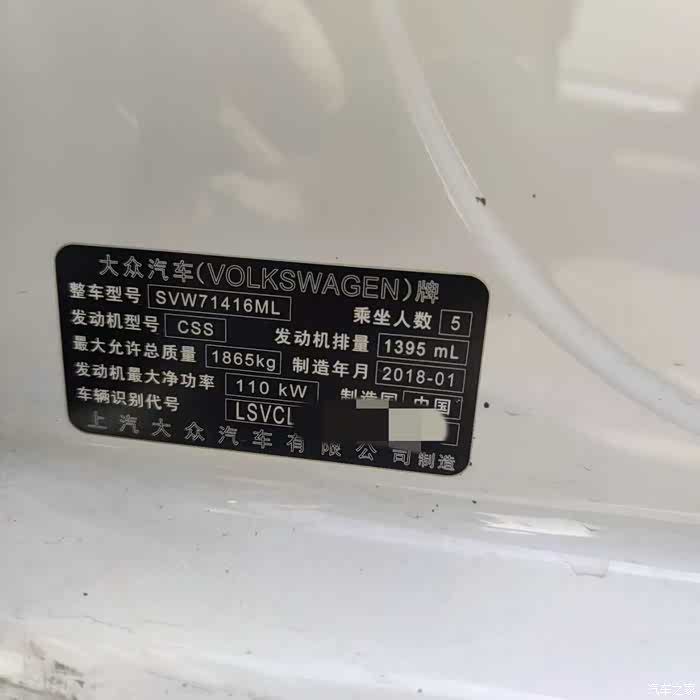 大众汽车(VOLKSWAGEN)牌
整车型号 SVW71416ML 乘坐人数 5
发动机型号 CSS 发动机排量 1395 mL
最大允许总质量 1865kg 制造年月 2018-01
发动机最大净功率 110 kW 制造国 中国
车辆识别代号 LSVCL
上汽大众汽车有限公司制造
汽车之家